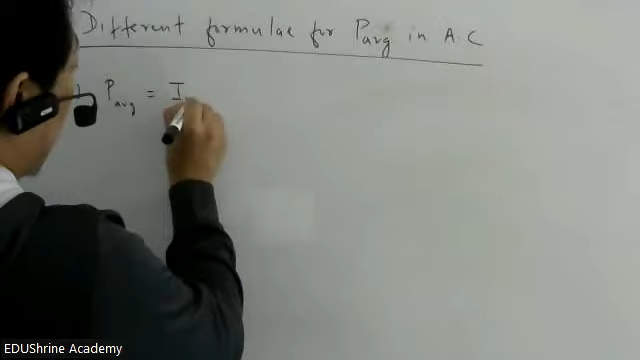 Different formulae for Pavg in AC
Pavg = I
EDUShrine Academy